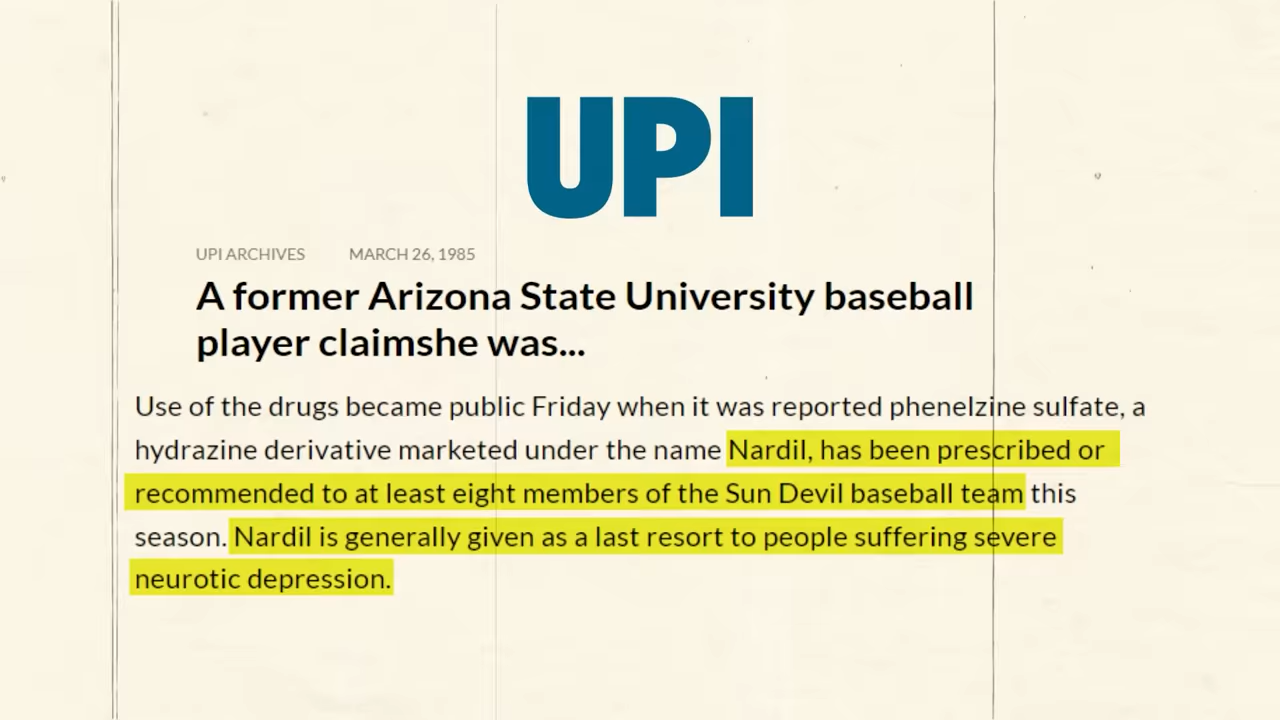 UPI
UPI ARCHIVES MARCH 26, 1985
A former Arizona State University baseball
player claimshe was...
Use of the drugs became public Friday when it was reported phenelzine sulfate, a
hydrazine derivative marketed under the name Nardil, has been prescribed or
recommended to at least eight members of the Sun Devil baseball team this
season. Nardil is generally given as a last resort to people suffering severe
neurotic depression.